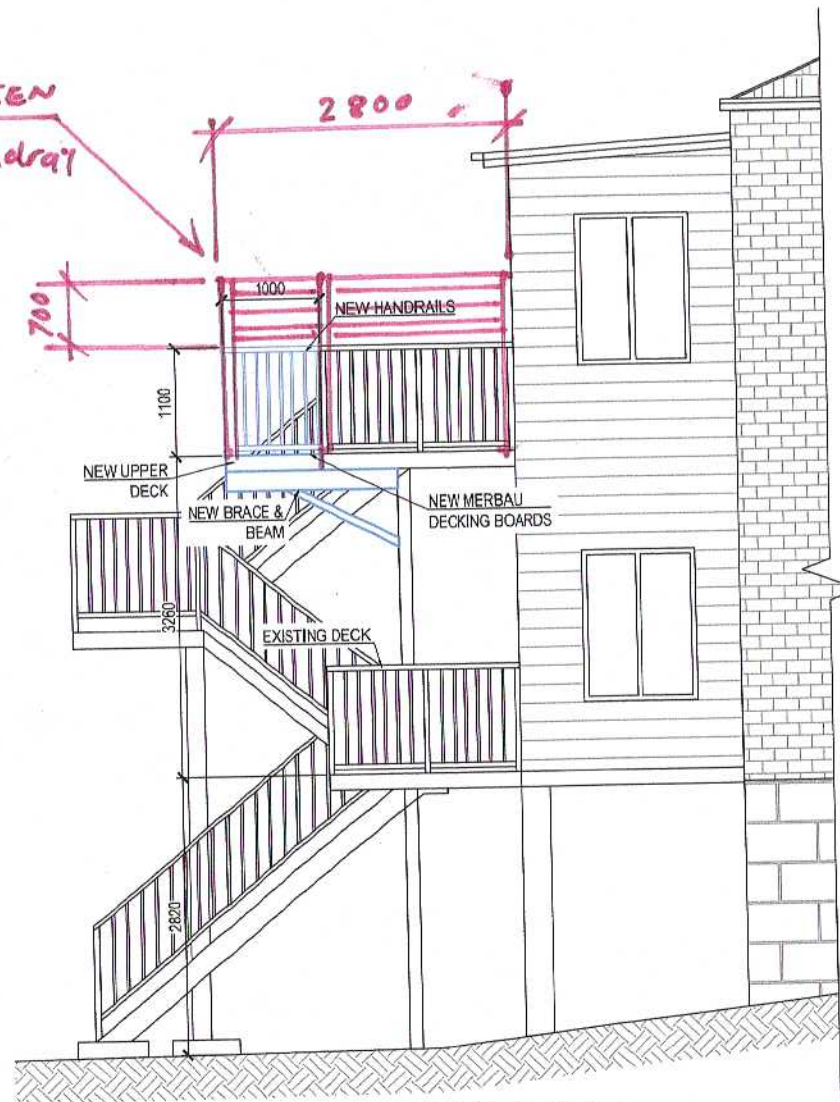 2800
700
1000
NEW HANDRAILS
1100
NEW UPPER
DECK
NEW BRACE &
BEAM
NEW MERBAU
DECKING BOARDS
3260
EXISTING DECK
2820